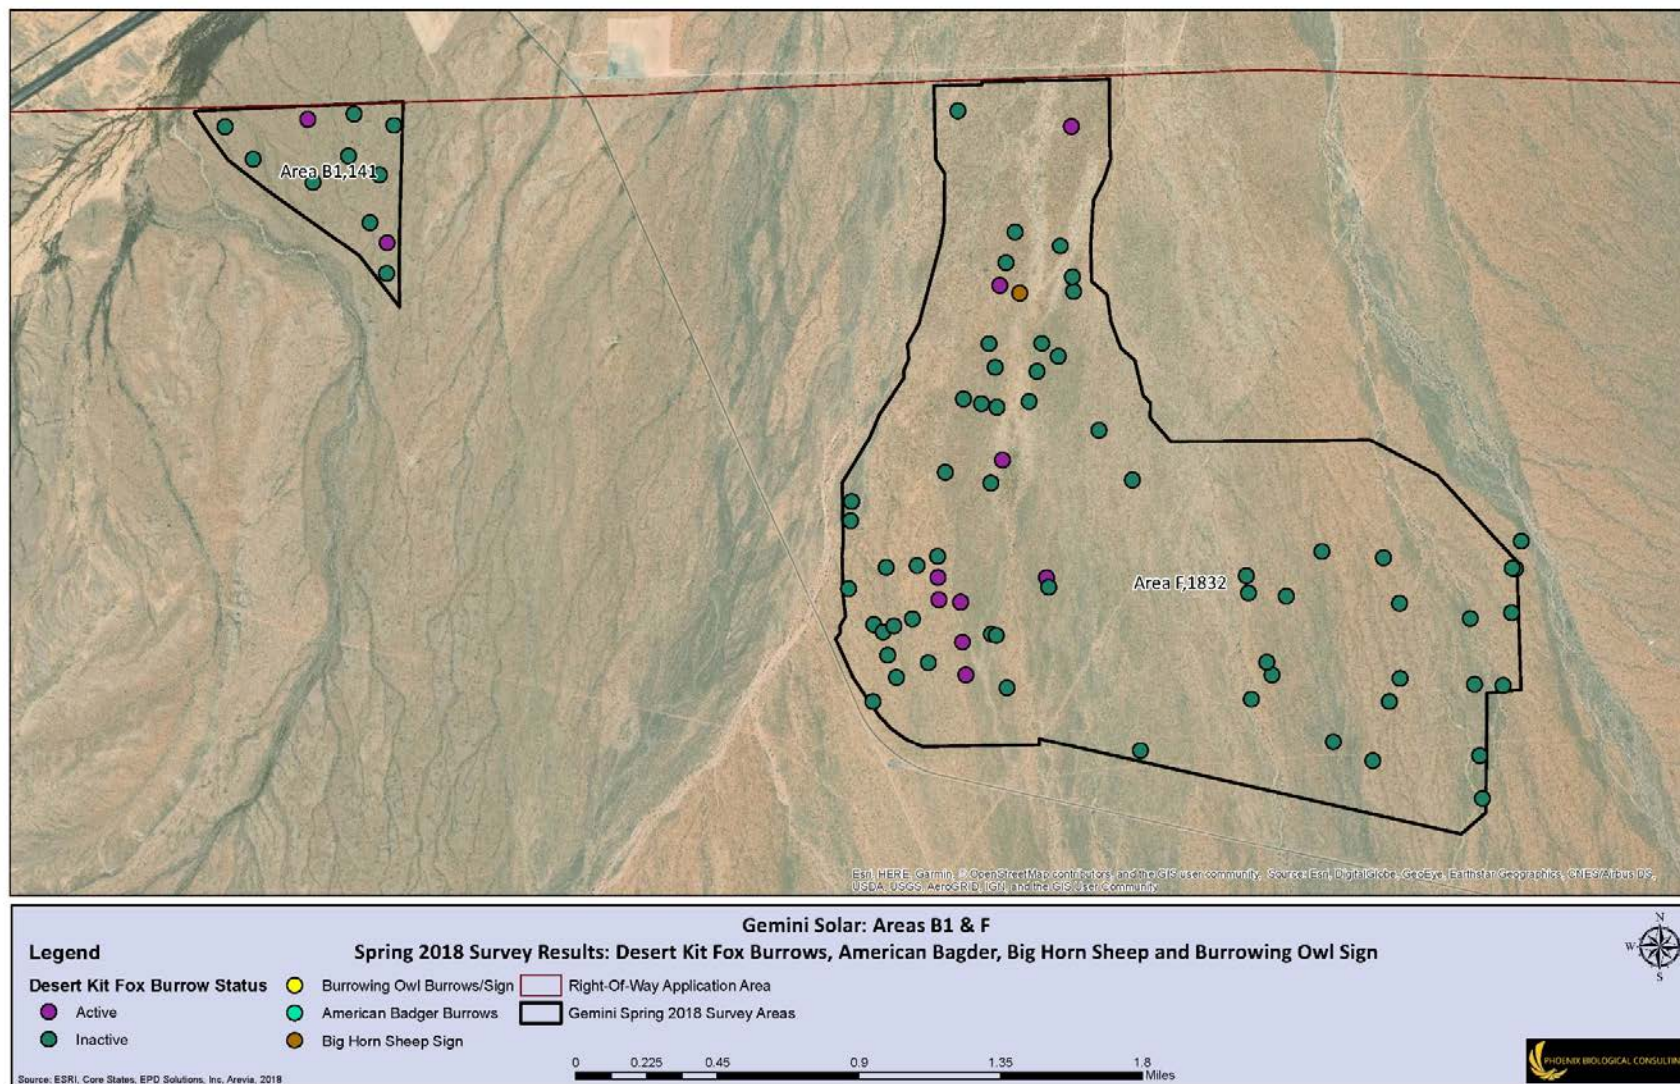 Area B1,141
Area F,1832
Esri, HERE, Garmin, © OpenStreetMap contributors, and the GIS user community, Source: Esri, DigitalGlobe, GeoEye, Earthstar Geographics, CNES/Airbus DS,
USDA, USGS, AeroGRID, IGN, and the GIS User Community
Gemini Solar: Areas B1 & F
Spring 2018 Survey Results: Desert Kit Fox Burrows, American Bagder, Big Horn Sheep and Burrowing Owl Sign
Legend
Desert Kit Fox Burrow Status
Active
Inactive
Burrowing Owl Burrows/Sign
American Badger Burrows
Big Horn Sheep Sign
Right-Of-Way Application Area
Gemini Spring 2018 Survey Areas
0 0.225 0.45 0.9 1.35 1.8
Miles
N
W
S
PHOENIX BIOLOGICAL CONSULTIN
Source: ESRI, Core States, EPD Solutions, Inc, Arevia, 2018